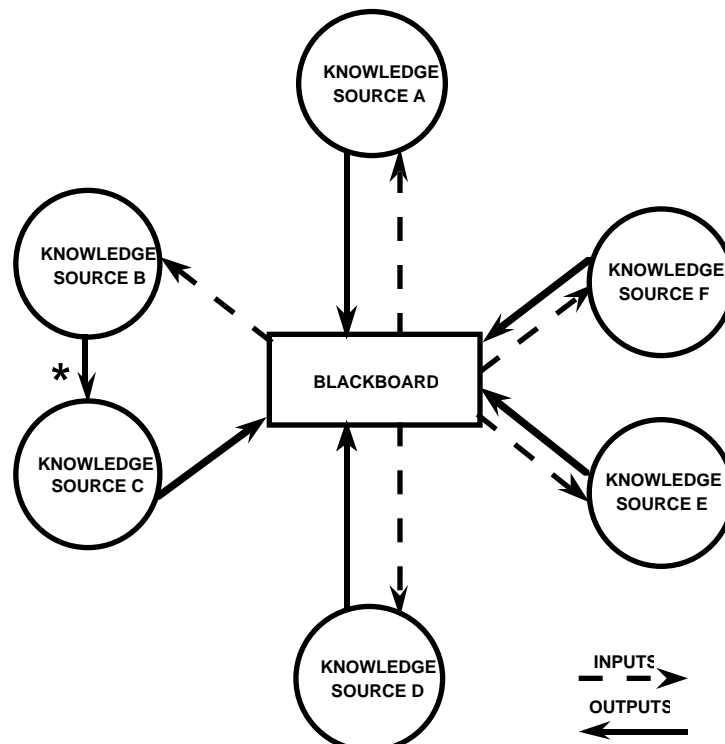 KNOWLEDGE
SOURCE A
KNOWLEDGE
SOURCE B
KNOWLEDGE
SOURCE F
BLACKBOARD
*
KNOWLEDGE
SOURCE C
KNOWLEDGE
SOURCE E
KNOWLEDGE
SOURCE D
INPUTS
OUTPUTS